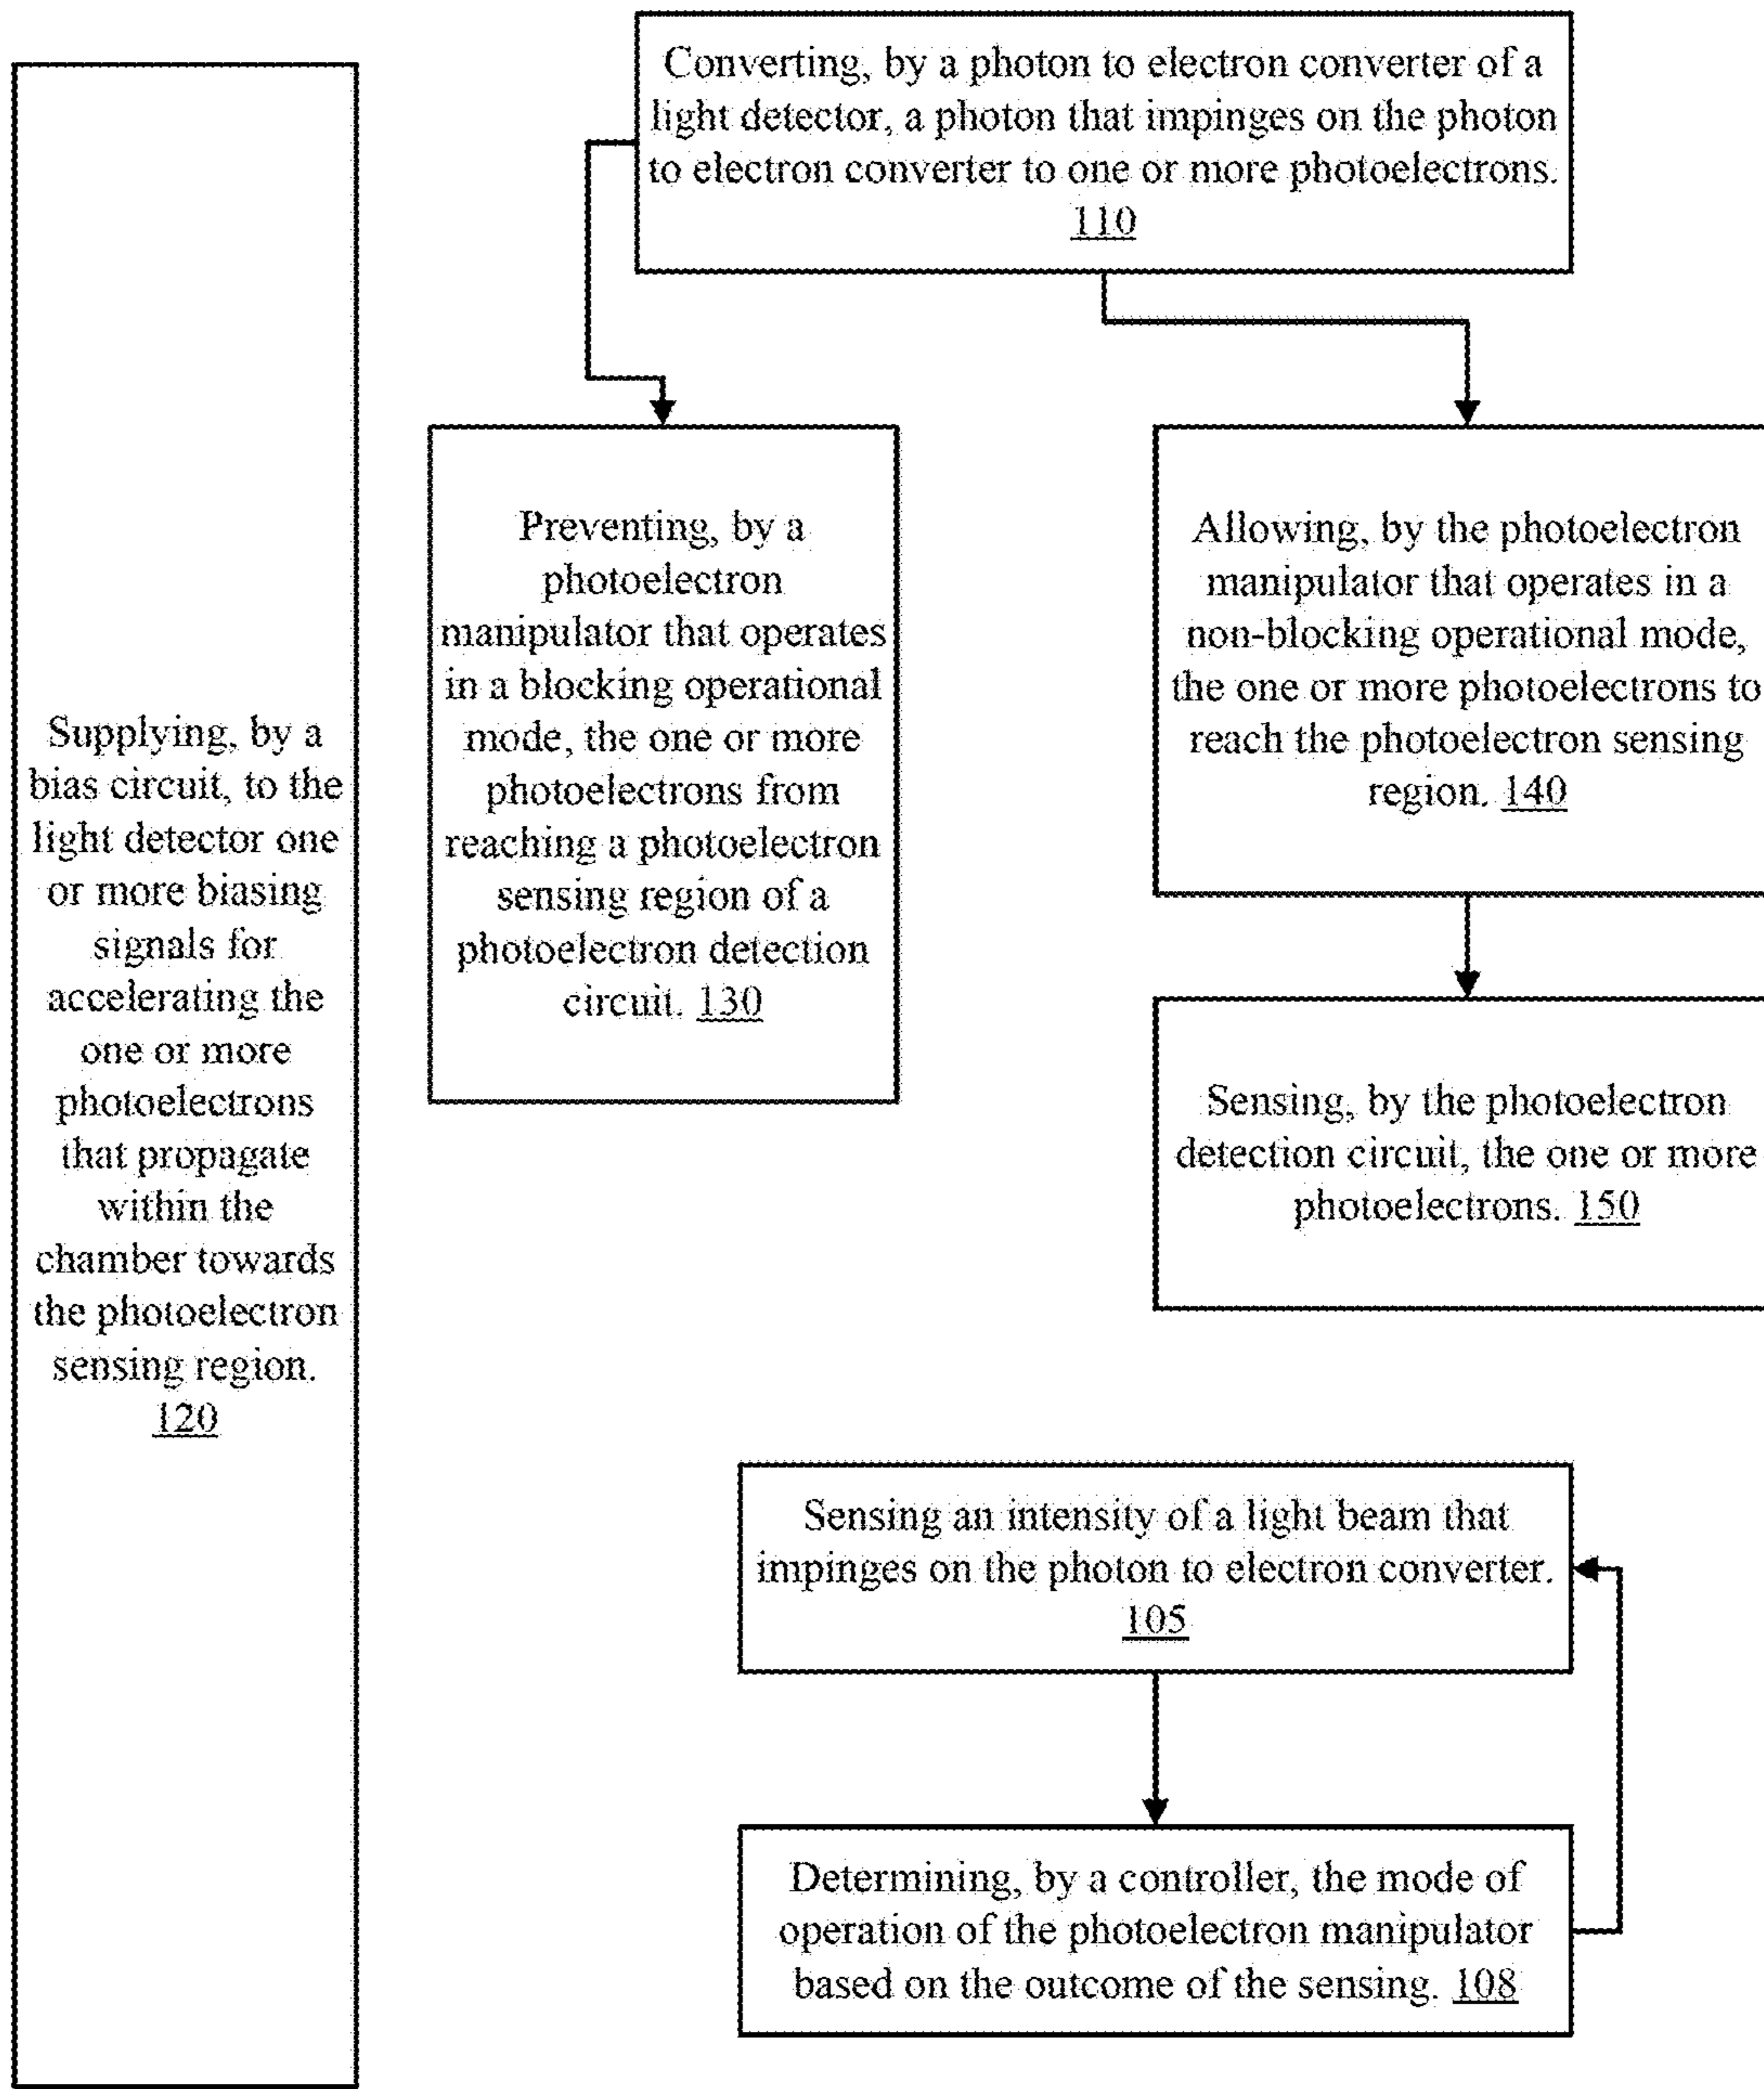 Converting, by a photon to electron converter of a
light detector, a photon that impinges on the photon
to electron converter to one or more photoelectrons.
110
Supplying, by a
bias circuit, to the
light detector one
or more biasing
signals for
accelerating the
one or more
photoelectrons
that propagate
within the
chamber towards
the photoelectron
sensing region.
120
Preventing, by a
photoelectron
manipulator that operates
in a blocking operational
mode, the one or more
photoelectrons from
reaching a photoelectron
sensing region of a
photoelectron detection
circuit. 130
Allowing, by the photoelectron
manipulator that operates in a
non-blocking operational mode,
the one or more photoelectrons to
reach the photoelectron sensing
region. 140
Sensing, by the photoelectron
detection circuit, the one or more
photoelectrons. 150
Sensing an intensity of a light beam that
impinges on the photon to electron converter.
105
Determining, by a controller, the mode of
operation of the photoelectron manipulator
based on the outcome of the sensing. 108